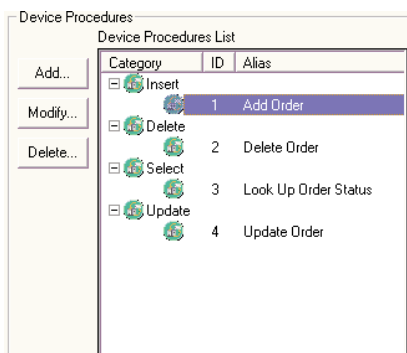 Device Procedures
Device Procedures List
Add...
Modify...
Delete...
Category ID Alias
Insert
1 Add Order
Delete
2 Delete Order
Select
3 Look Up Order Status
Update
4 Update Order